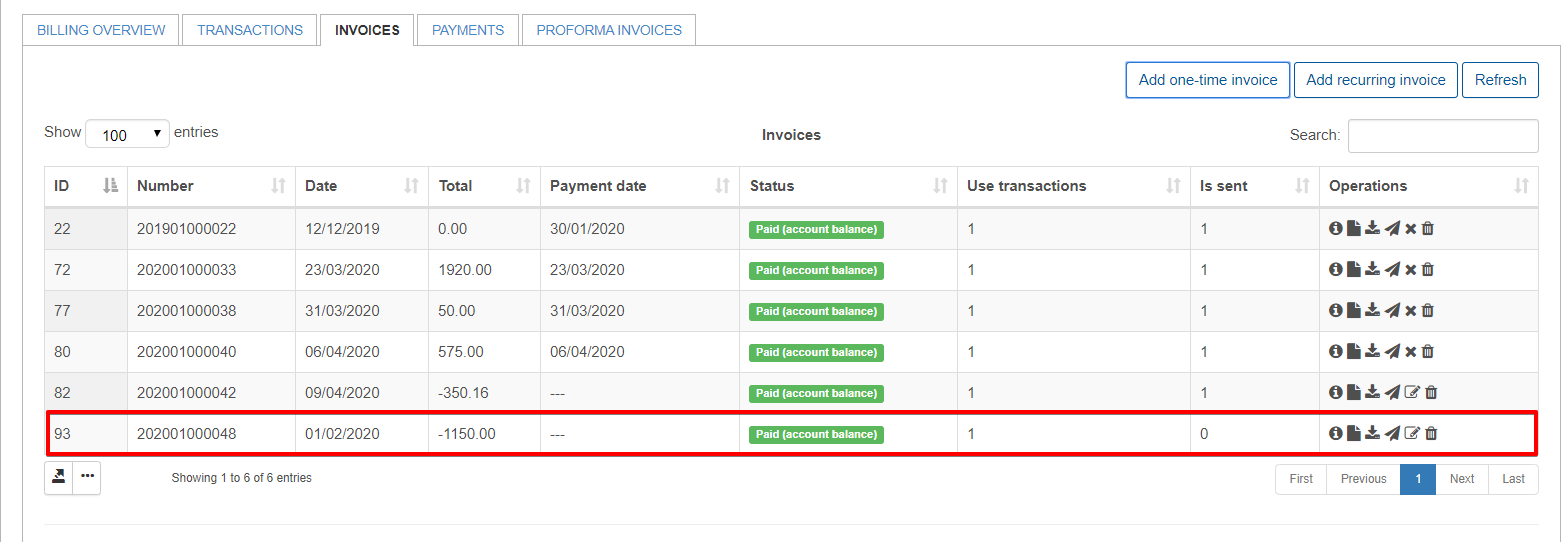 BILLING OVERVIEW TRANSACTIONS INVOICES PAYMENTS PROFORMA INVOICES
Add one-time invoice Add recurring invoice Refresh
Show 100 entries Invoices Search:
ID Number Date Total Payment date Status Use transactions Is sent Operations
22 201901000022 12/12/2019 0.00 30/01/2020 Paid (account balance) 1 1
72 202001000033 23/03/2020 1920.00 23/03/2020 Paid (account balance) 1 1
77 202001000038 31/03/2020 50.00 31/03/2020 Paid (account balance) 1 1
80 202001000040 06/04/2020 575.00 06/04/2020 Paid (account balance) 1 1
82 202001000042 09/04/2020 -350.16 --- Paid (account balance) 1 1
93 202001000048 01/02/2020 -1150.00 --- Paid (account balance) 1 0
Showing 1 to 6 of 6 entries First Previous 1 Next Last